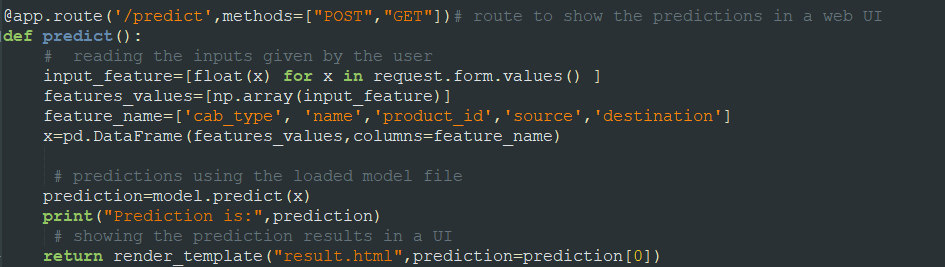 @app.route('/predict',methods=["POST","GET"])# route to show the predictions in a web UI
def predict():
    #  reading the inputs given by the user
    input_feature=[float(x) for x in request.form.values() ]
    features_values=[np.array(input_feature)]
    feature_name=['cab_type', 'name','product_id','source','destination']
    x=pd.DataFrame(features_values,columns=feature_name)
     # predictions using the loaded model file
    prediction=model.predict(x)
    print("Prediction is:",prediction)
     # showing the prediction results in a UI
    return render_template("result.html",prediction=prediction[0])